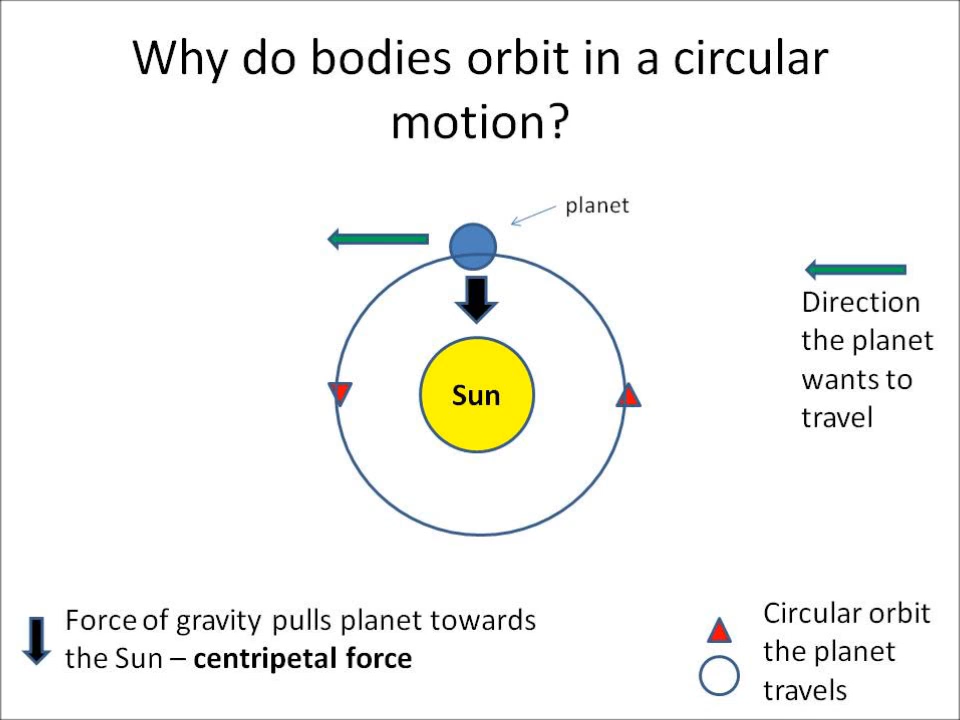 Why do bodies orbit in a circular
motion?
planet
Direction
the planet
wants to
travel
Sun
Force of gravity pulls planet towards
the Sun – centripetal force
Circular orbit
the planet
travels